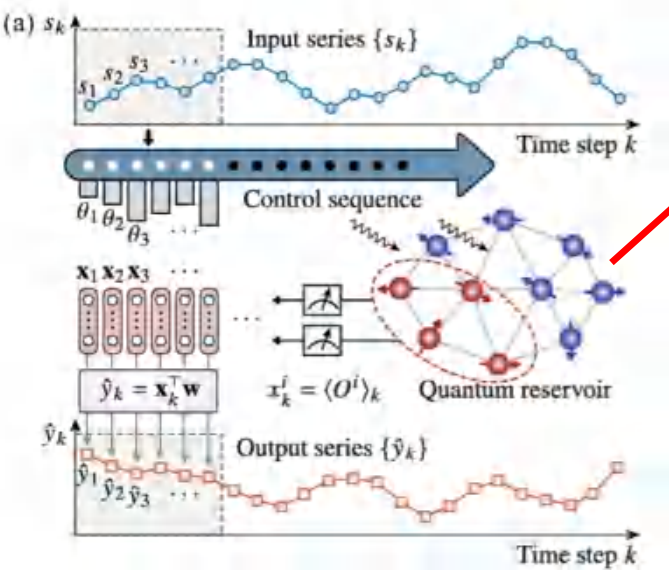 (a) s_k
Input series {s_k}
s_1 s_2 s_3 ...
Time step k
Control sequence
θ_1 θ_2 θ_3 ...
x_1 x_2 x_3 ...
...
ŷ_k = x_k^⊤ w
x_k^i = ⟨O^i⟩_k
Quantum reservoir
ŷ_k
Output series {ŷ_k}
ŷ_1 ŷ_2 ŷ_3 ...
Time step k